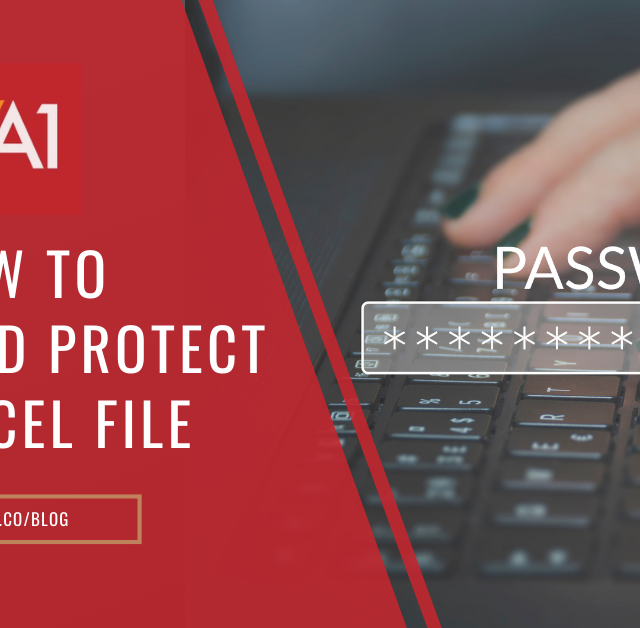 A1
W TO
D PROTECT
CEL FILE
.CO/BLOG
PASSW
********